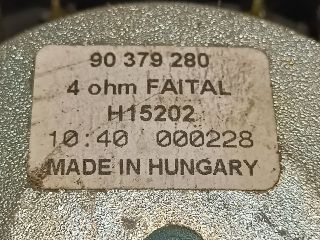 90 379 280
4 ohm FAITAL
H15202
10:40 000228
MADE IN HUNGARY